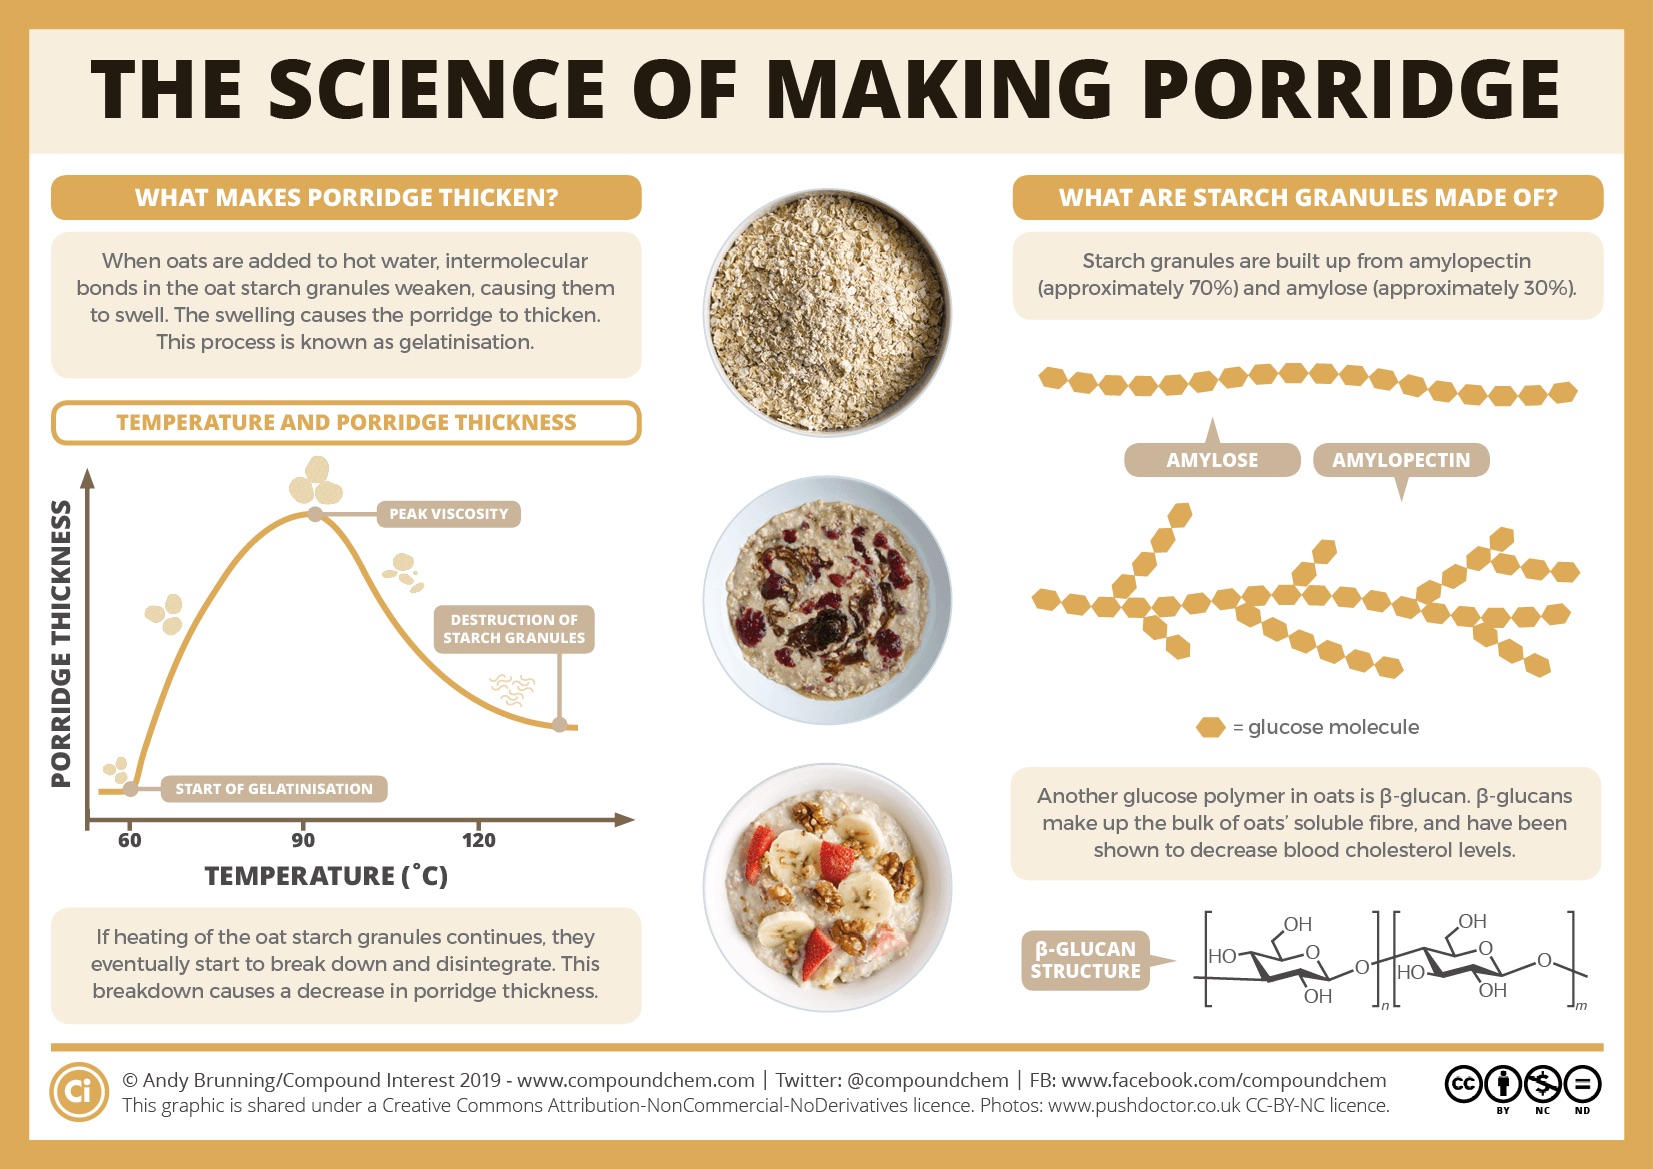 THE SCIENCE OF MAKING PORRIDGE
WHAT MAKES PORRIDGE THICKEN?
When oats are added to hot water, intermolecular
bonds in the oat starch granules weaken, causing them
to swell. The swelling causes the porridge to thicken.
This process is known as gelatinisation.
TEMPERATURE AND PORRIDGE THICKNESS
PORRIDGE THICKNESS
PEAK VISCOSITY
DESTRUCTION OF
STARCH GRANULES
START OF GELATINISATION
60 90 120
TEMPERATURE (˚C)
If heating of the oat starch granules continues, they
eventually start to break down and disintegrate. This
breakdown causes a decrease in porridge thickness.
WHAT ARE STARCH GRANULES MADE OF?
Starch granules are built up from amylopectin
(approximately 70%) and amylose (approximately 30%).
AMYLOSE
AMYLOPECTIN
= glucose molecule
Another glucose polymer in oats is β-glucan. β-glucans
make up the bulk of oats' soluble fibre, and have been
shown to decrease blood cholesterol levels.
β-GLUCAN
STRUCTURE
OH OH
HO O O O O
HO
OH OH
n m
Ci
© Andy Brunning/Compound Interest 2019 - www.compoundchem.com | Twitter: @compoundchem | FB: www.facebook.com/compoundchem
This graphic is shared under a Creative Commons Attribution-NonCommercial-NoDerivatives licence. Photos: www.pushdoctor.co.uk CC-BY-NC licence.
cc $ =
BY NC ND